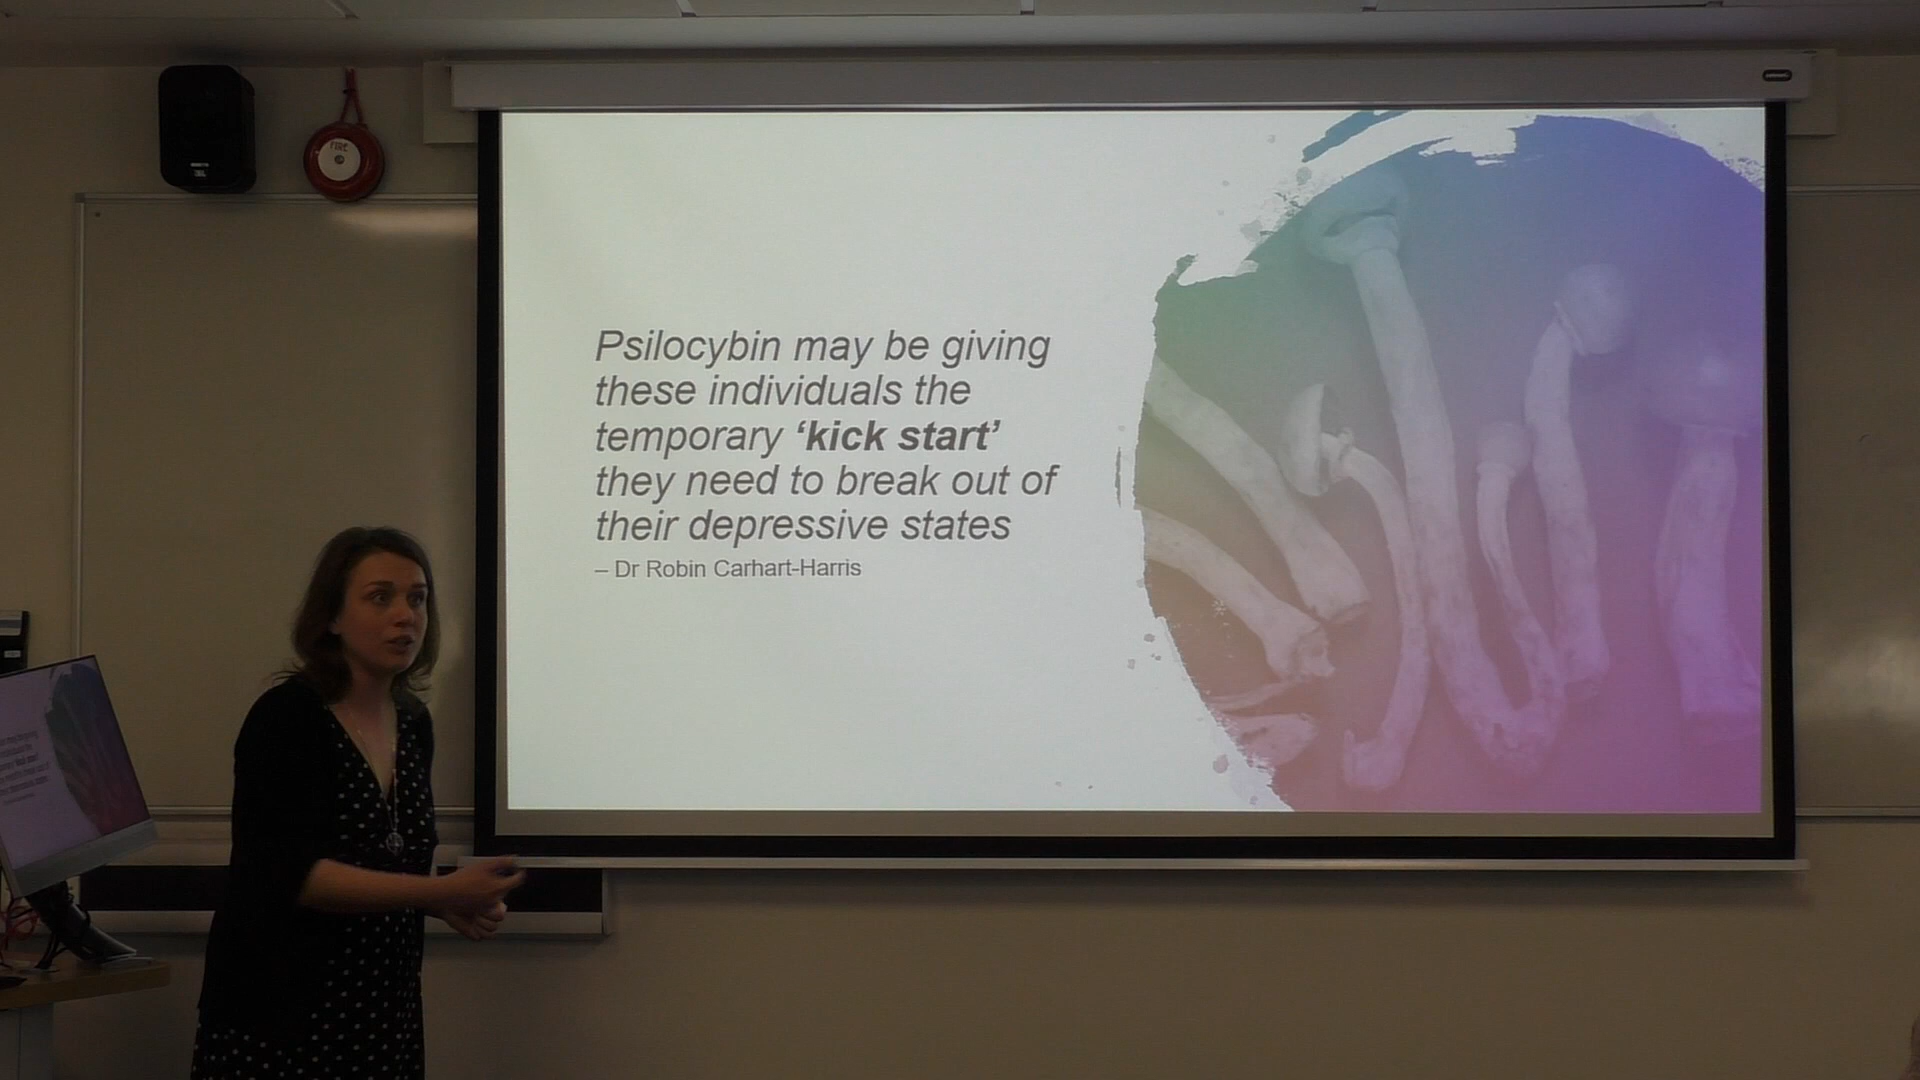 FIRE
JBL
Psilocybin may be giving
these individuals the
temporary ‘kick start’
they need to break out of
their depressive states
– Dr Robin Carhart-Harris